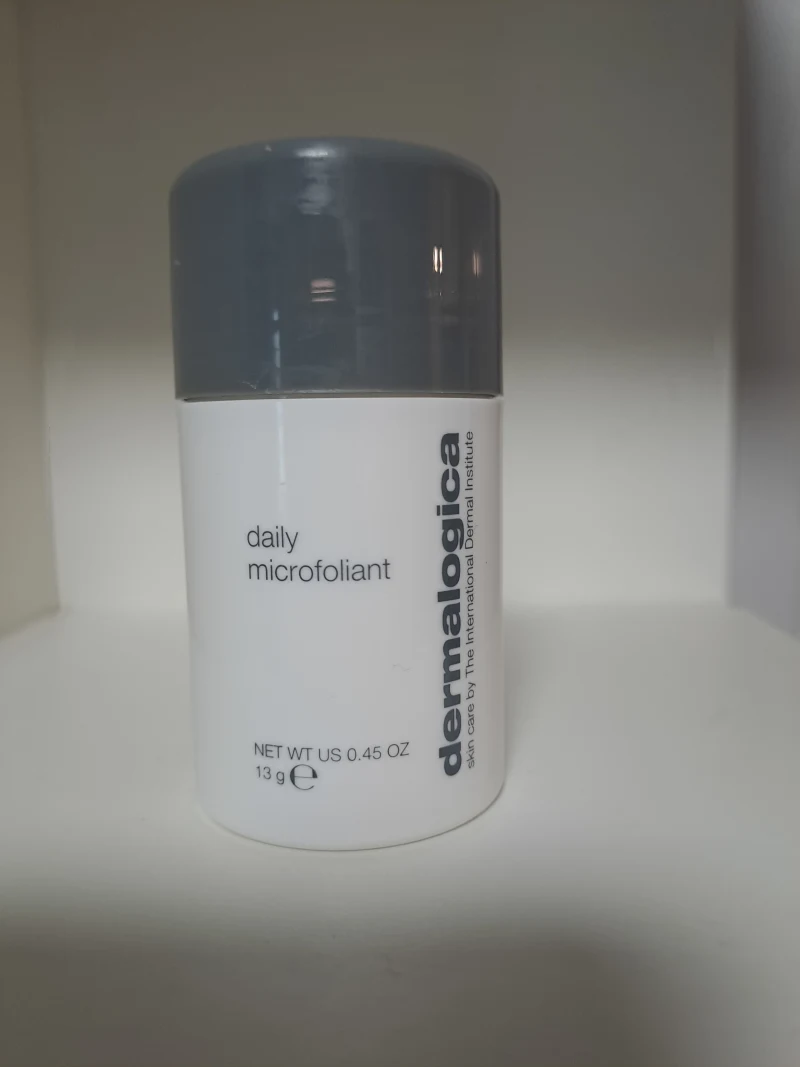 daily
microfoliant
NET WT US 0.45 OZ
13 g ℮
dermalogica
skin care by The International Dermal Institute